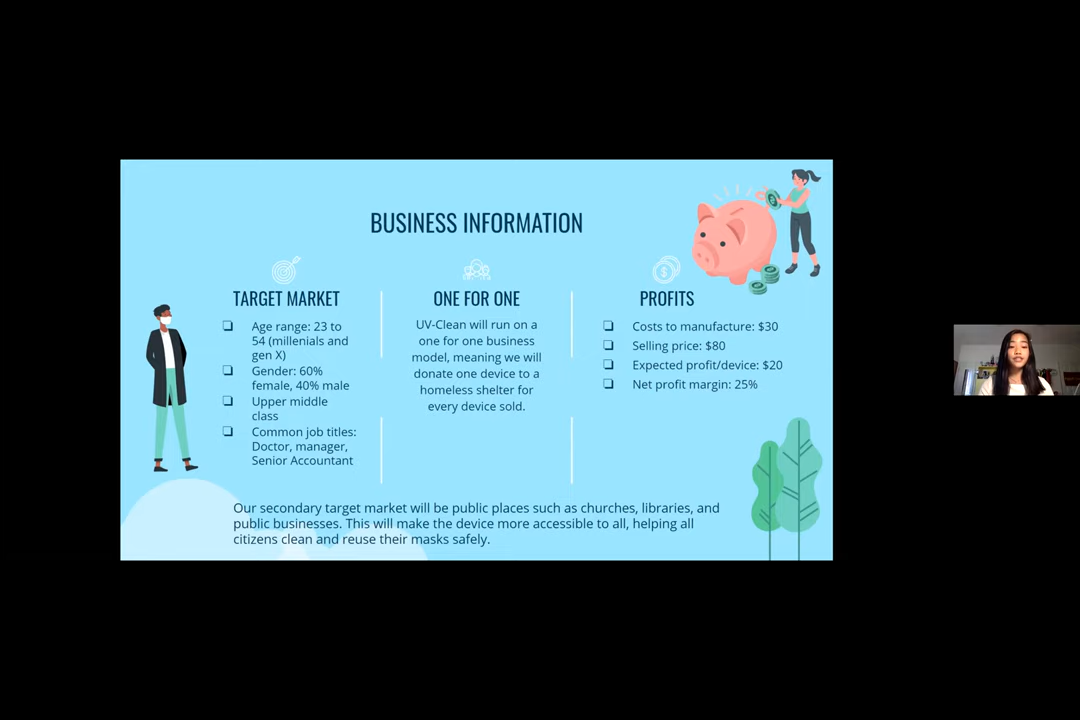 BUSINESS INFORMATION
TARGET MARKET
Age range: 23 to
54 (millenials and
gen X)
Gender: 60%
female, 40% male
Upper middle
class
Common job titles:
Doctor, manager,
Senior Accountant
ONE FOR ONE
UV-Clean will run on a
one for one business
model, meaning we will
donate one device to a
homeless shelter for
every device sold.
PROFITS
Costs to manufacture: $30
Selling price: $80
Expected profit/device: $20
Net profit margin: 25%
Our secondary target market will be public places such as churches, libraries, and
public businesses. This will make the device more accessible to all, helping all
citizens clean and reuse their masks safely.